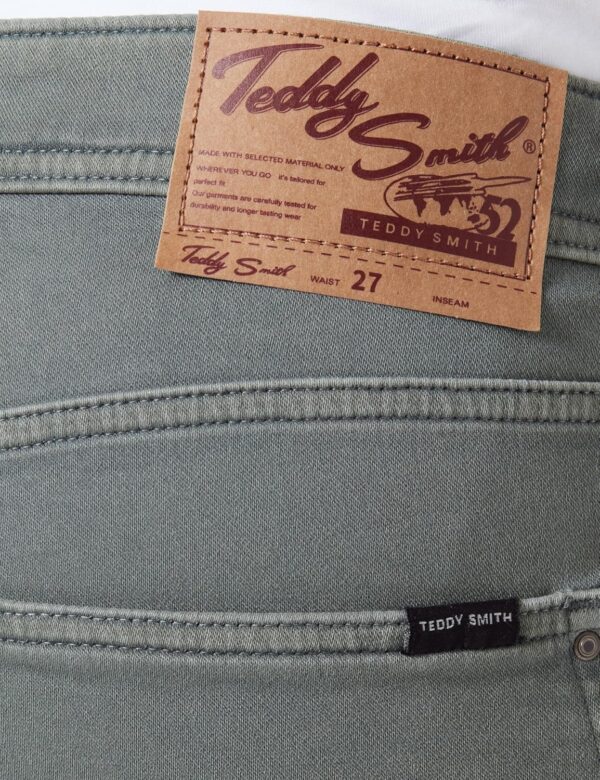 Teddy
Smith ®
MADE WITH SELECTED MATERIAL ONLY
WHEREVER YOU GO it's tailored for
perfect fit
Our garments are carefully tested for
durability and longer lasting wear
52
TEDDY SMITH
Teddy Smith WAIST 27 INSEAM
TEDDY SMITH